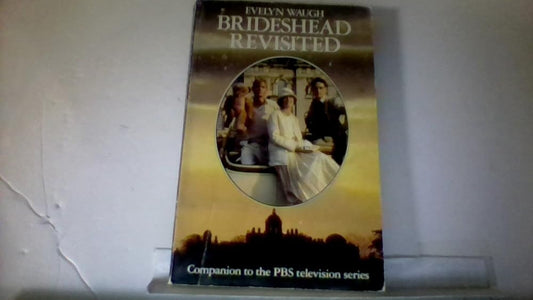 EVELYN WAUGH
BRIDESHEAD
REVISITED
Companion to the PBS television series